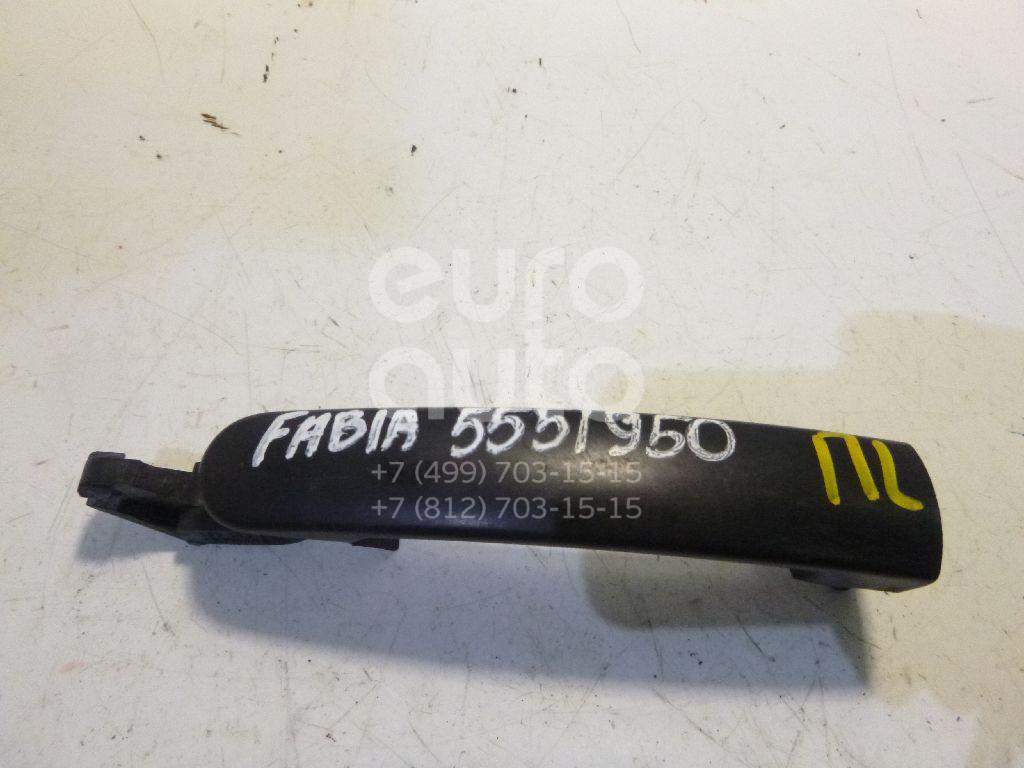 euro
auto
FABIA 5551950
ПЛ
+7 (499) 703-15-15
+7 (812) 703-15-15